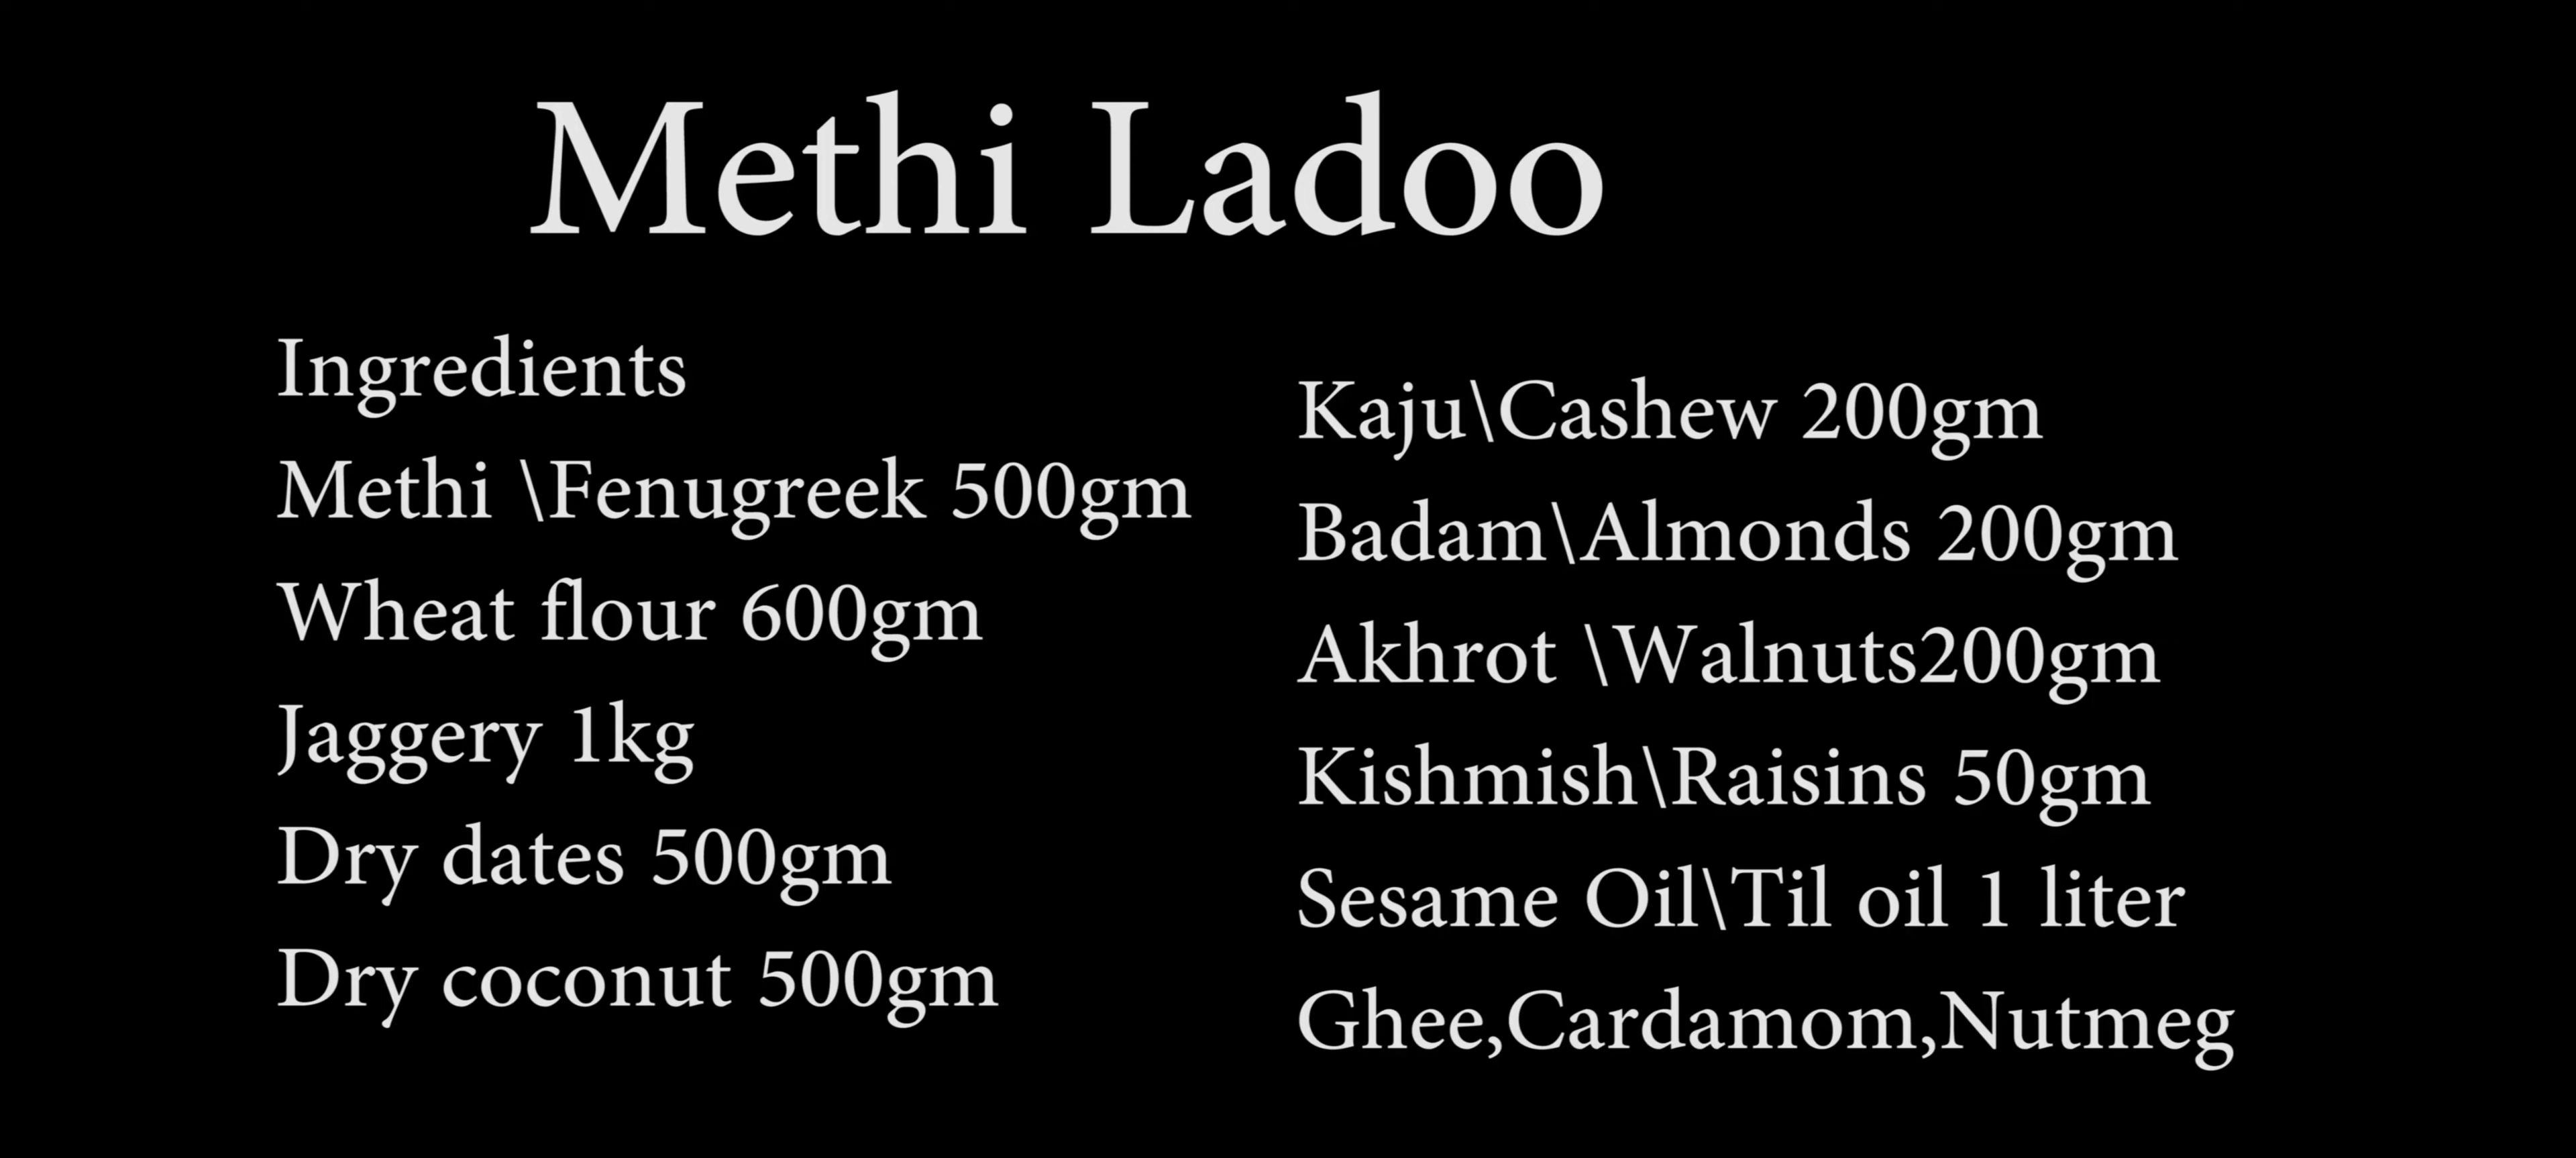 Methi Ladoo
Ingredients
Methi \Fenugreek 500gm
Wheat flour 600gm
Jaggery 1kg
Dry dates 500gm
Dry coconut 500gm
Kaju\Cashew 200gm
Badam\Almonds 200gm
Akhrot \Walnuts200gm
Kishmish\Raisins 50gm
Sesame Oil\Til oil 1 liter
Ghee,Cardamom,Nutmeg